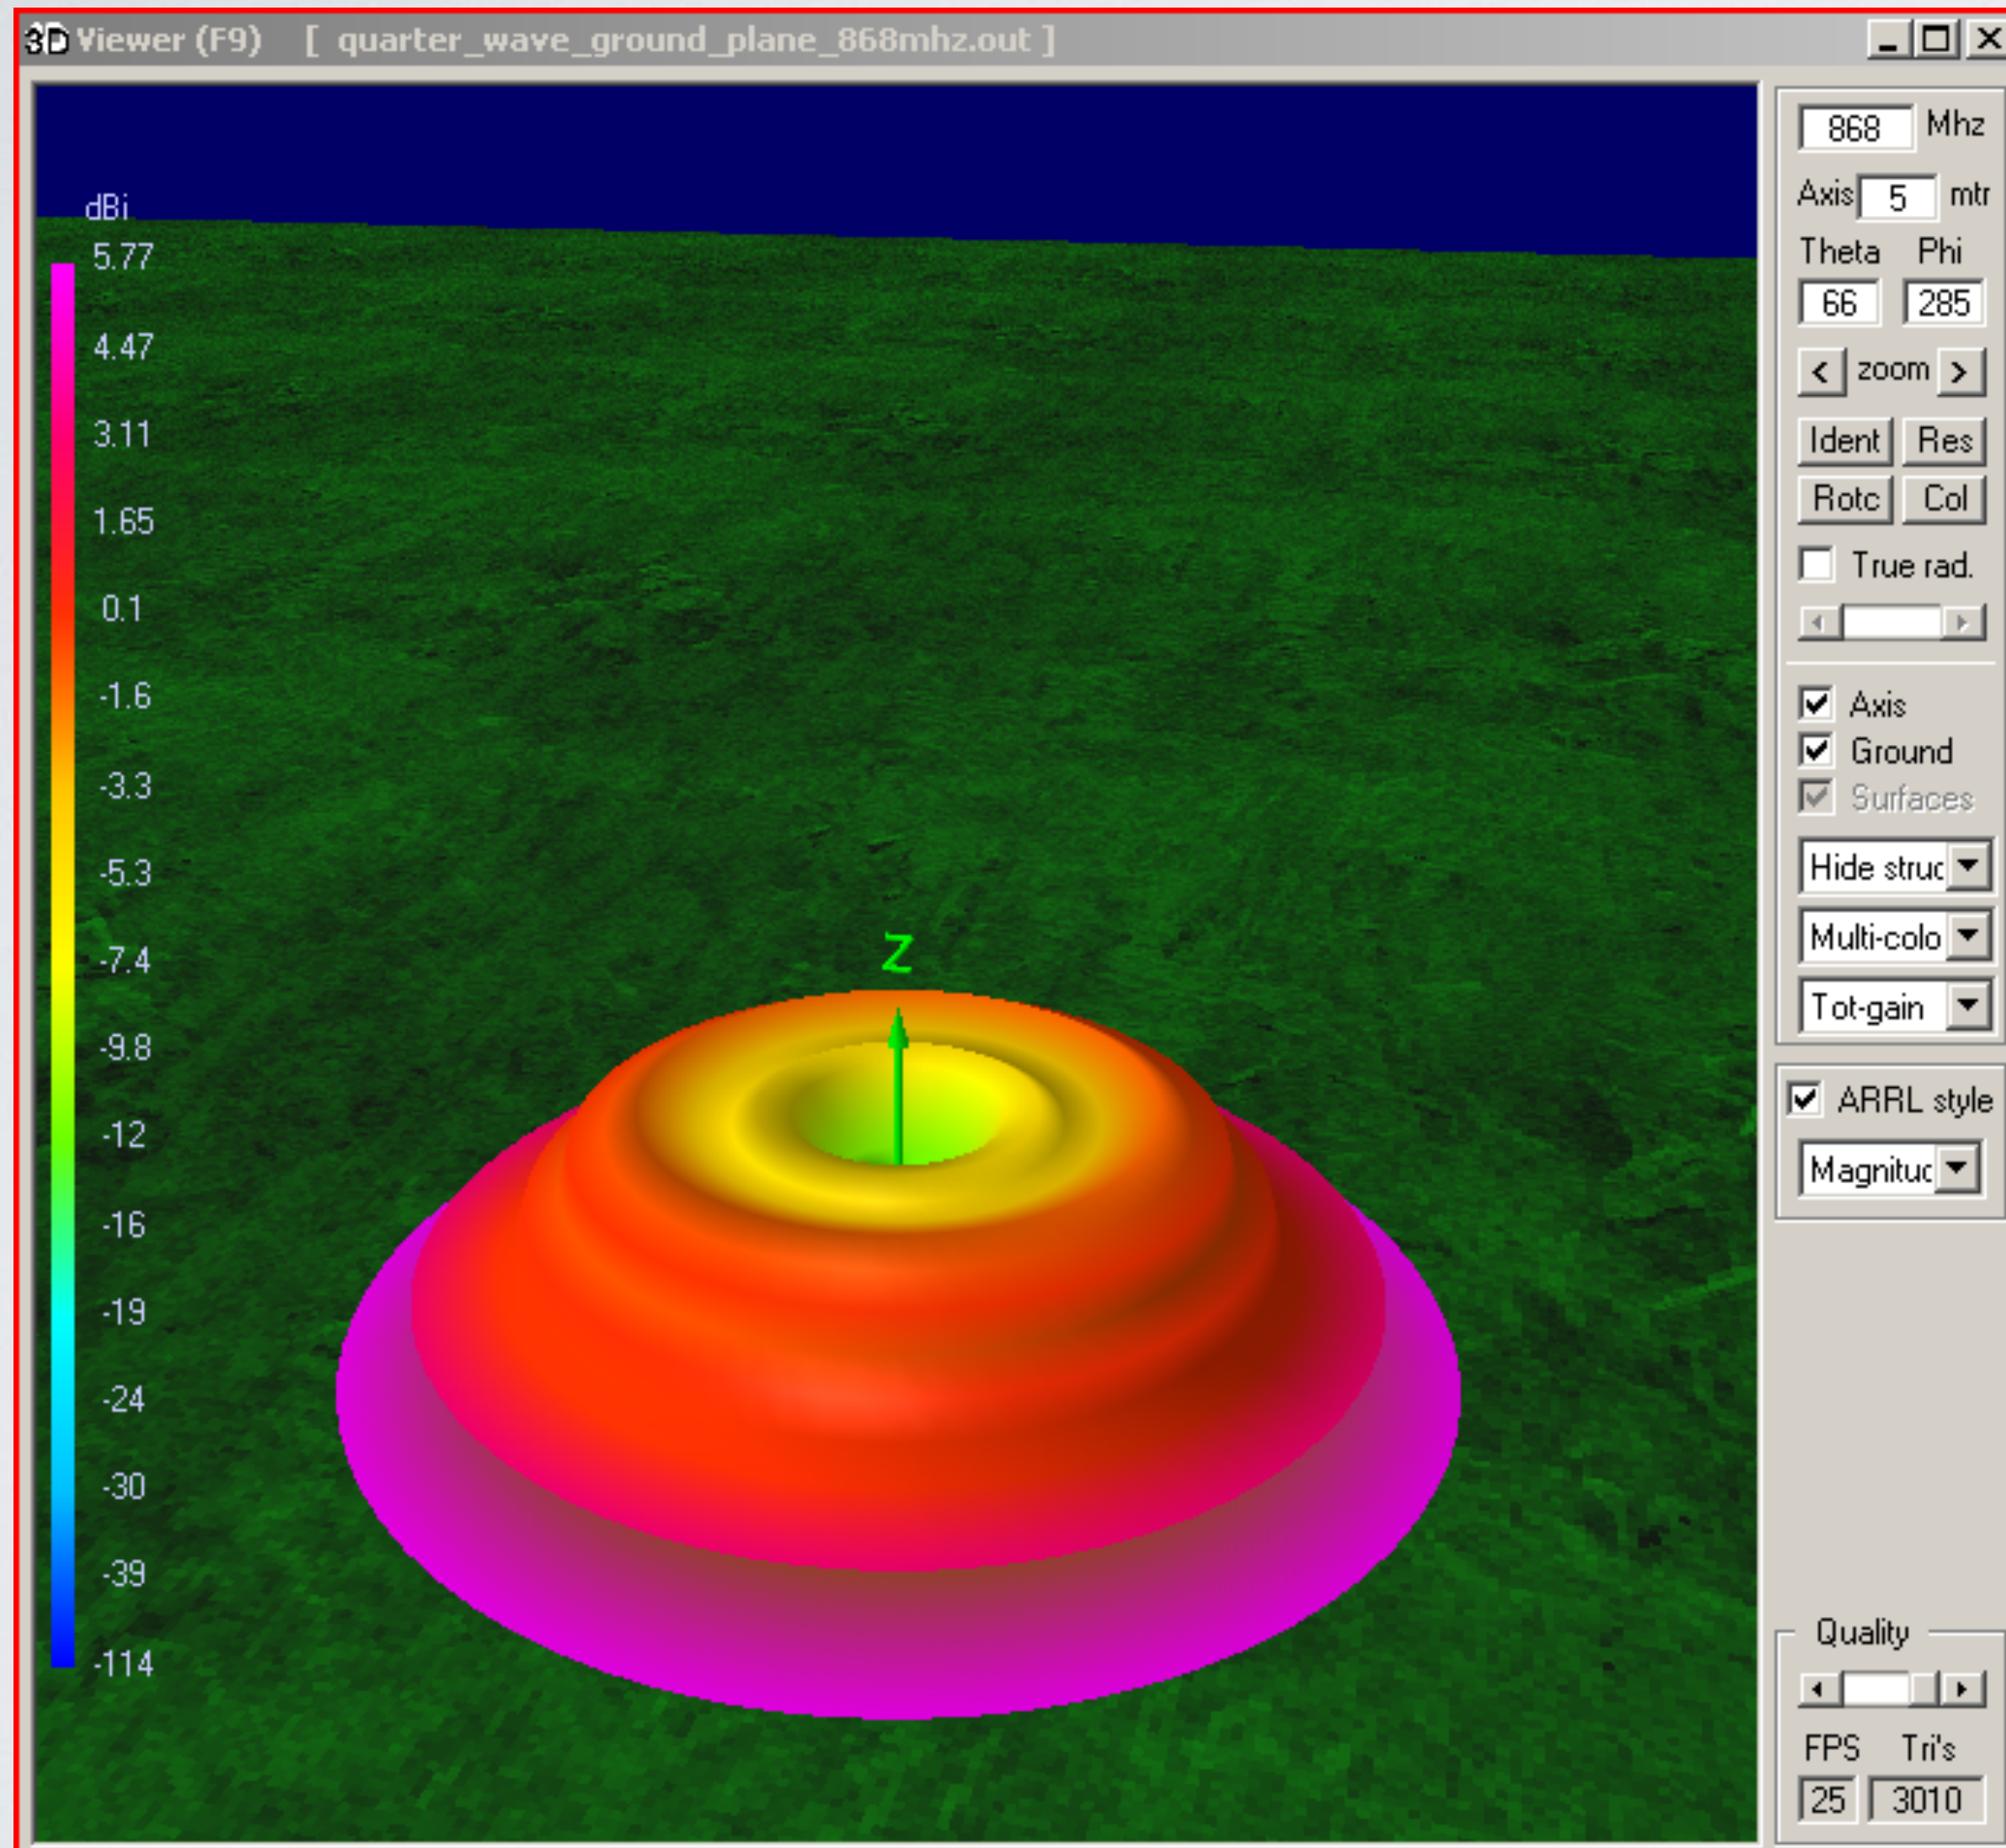 3D Viewer (F9) [ quarter_wave_ground_plane_868mhz.out ]
868 Mhz
Axis 5 mtr
Theta Phi
66 285
< zoom >
Ident Res
Rotc Col
True rad.
Axis
Ground
Surfaces
Hide struc
Multi-colo
Tot-gain
ARRL style
Magnituc
Quality
FPS Tri's
25 3010
dBi
5.77
4.47
3.11
1.65
0.1
-1.6
-3.3
-5.3
-7.4
-9.8
-12
-16
-19
-24
-30
-39
-114
Z